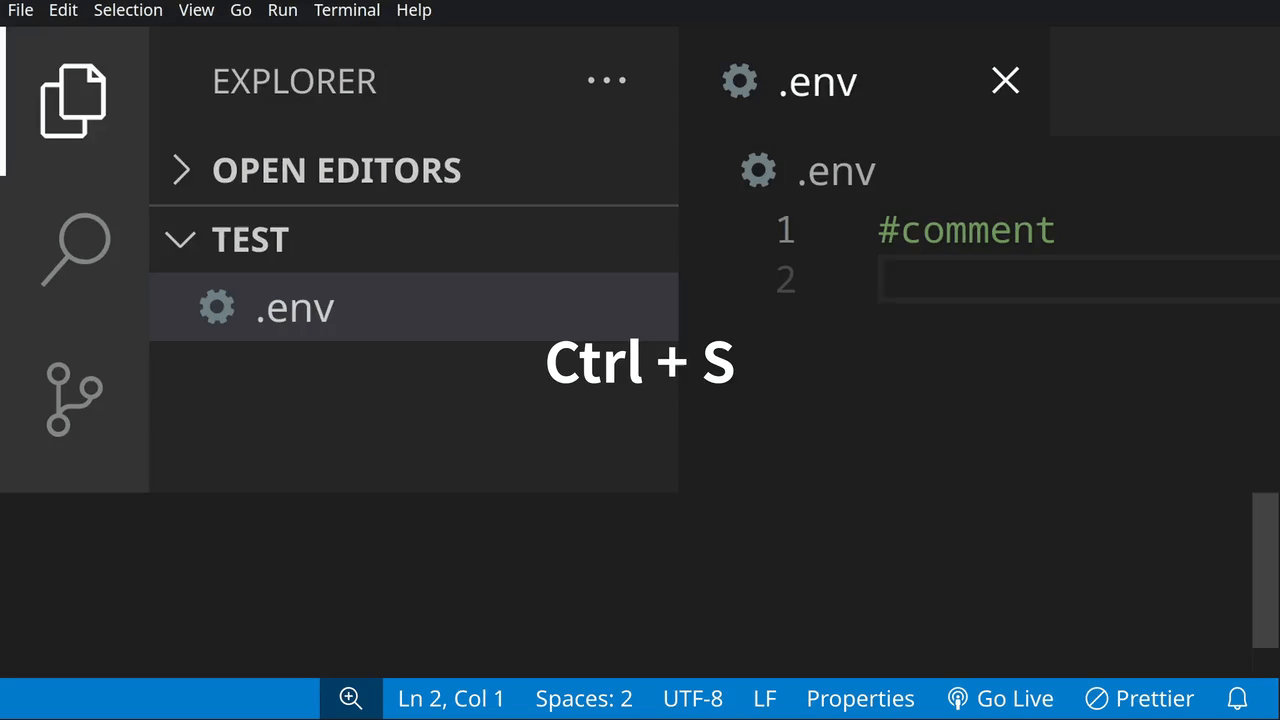 File Edit Selection View Go Run Terminal Help
EXPLORER
.env
OPEN EDITORS
.env
TEST
1 #comment
2
.env
Ctrl + S
Ln 2, Col 1 Spaces: 2 UTF-8 LF Properties Go Live Prettier